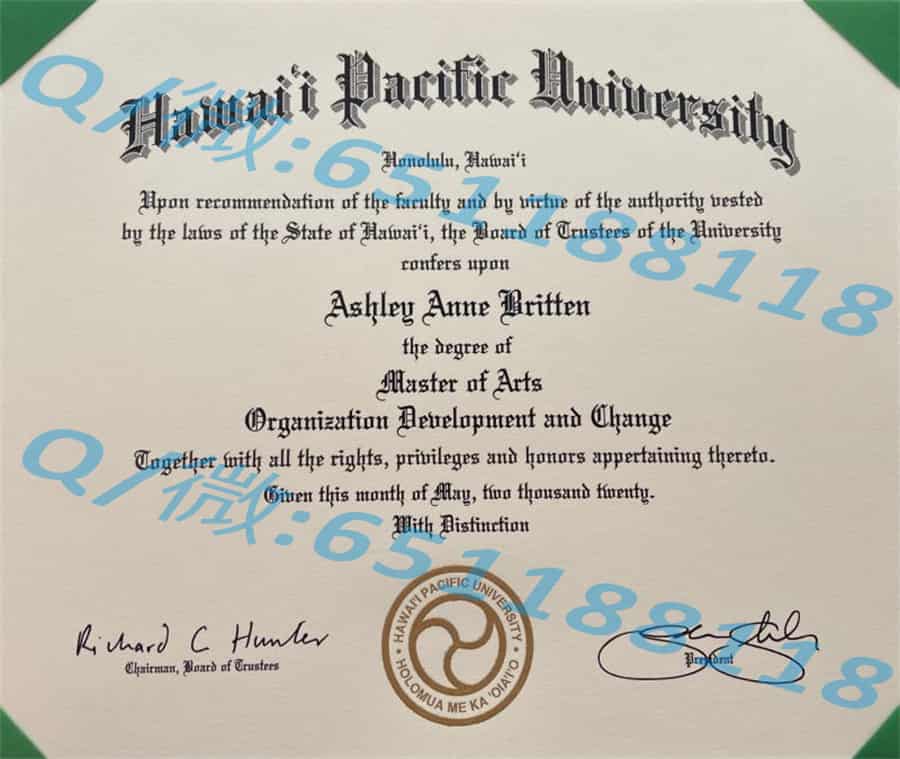 Hawai‘i Pacific University
Honolulu, Hawai‘i
Upon recommendation of the faculty and by virtue of the authority vested
by the laws of the State of Hawai‘i, the Board of Trustees of the University
confers upon
Ashley Anne Britten
the degree of
Master of Arts
Organization Development and Change
Together with all the rights, privileges and honors appertaining thereto.
Given this month of May, two thousand twenty.
With Distinction
Richard C Hunter
Chairman, Board of Trustees
HAWAI‘I PACIFIC UNIVERSITY
HOLOMUA ME KA ‘OIA‘I‘O
President
Q/微:651188118
Q/微:651188118